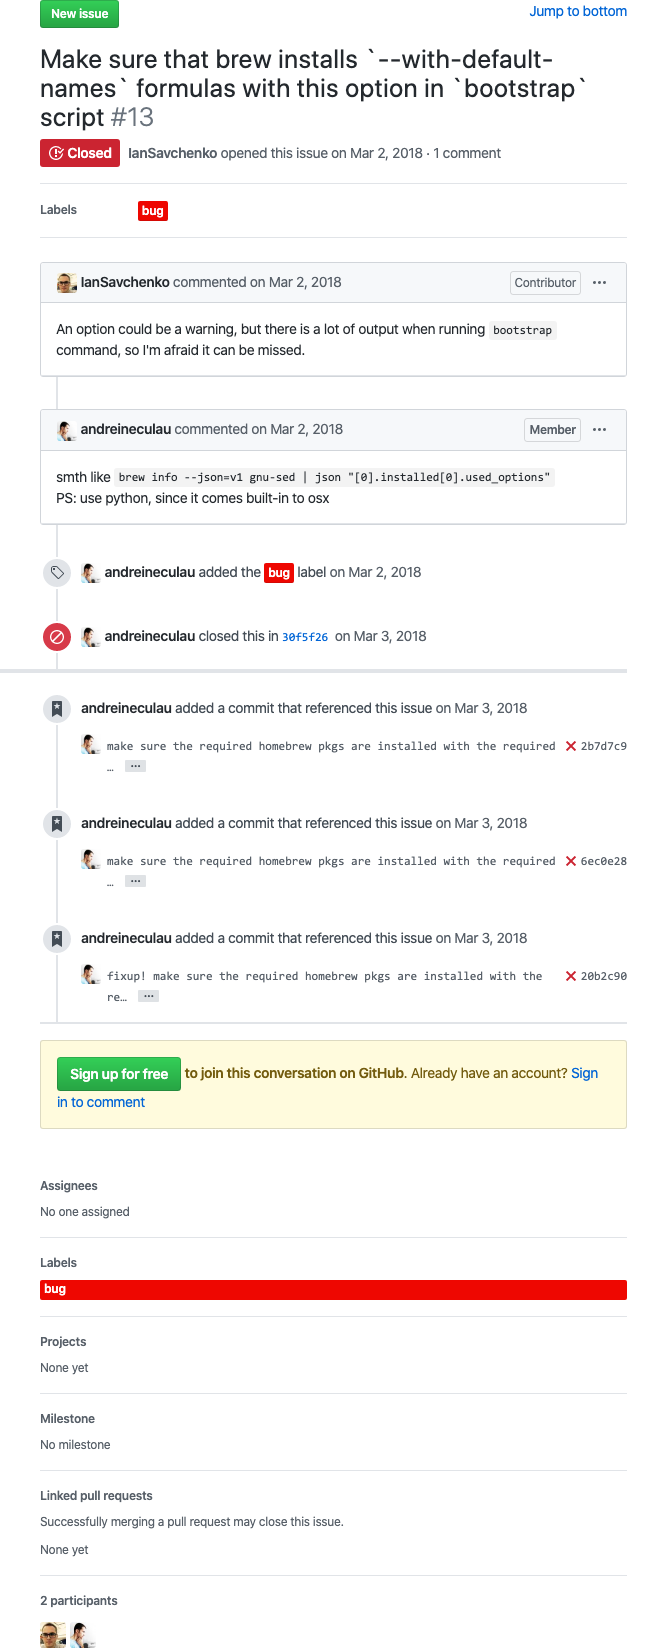 New issue
Jump to bottom
Make sure that brew installs `--with-default-
names` formulas with this option in `bootstrap`
script #13
Closed IanSavchenko opened this issue on Mar 2, 2018 · 1 comment
Labels bug
IanSavchenko commented on Mar 2, 2018 Contributor ···
An option could be a warning, but there is a lot of output when running bootstrap
command, so I'm afraid it can be missed.
andreineculau commented on Mar 2, 2018 Member ···
smth like brew info --json=v1 gnu-sed | json "[0].installed[0].used_options"
PS: use python, since it comes built-in to osx
andreineculau added the bug label on Mar 2, 2018
andreineculau closed this in 30f5f26 on Mar 3, 2018
andreineculau added a commit that referenced this issue on Mar 3, 2018
make sure the required homebrew pkgs are installed with the required 2b7d7c9
… ···
andreineculau added a commit that referenced this issue on Mar 3, 2018
make sure the required homebrew pkgs are installed with the required 6ec0e28
… ···
andreineculau added a commit that referenced this issue on Mar 3, 2018
fixup! make sure the required homebrew pkgs are installed with the 20b2c90
re… ···
Sign up for free to join this conversation on GitHub. Already have an account? Sign
in to comment
Assignees
No one assigned
Labels
bug
Projects
None yet
Milestone
No milestone
Linked pull requests
Successfully merging a pull request may close this issue.
None yet
2 participants